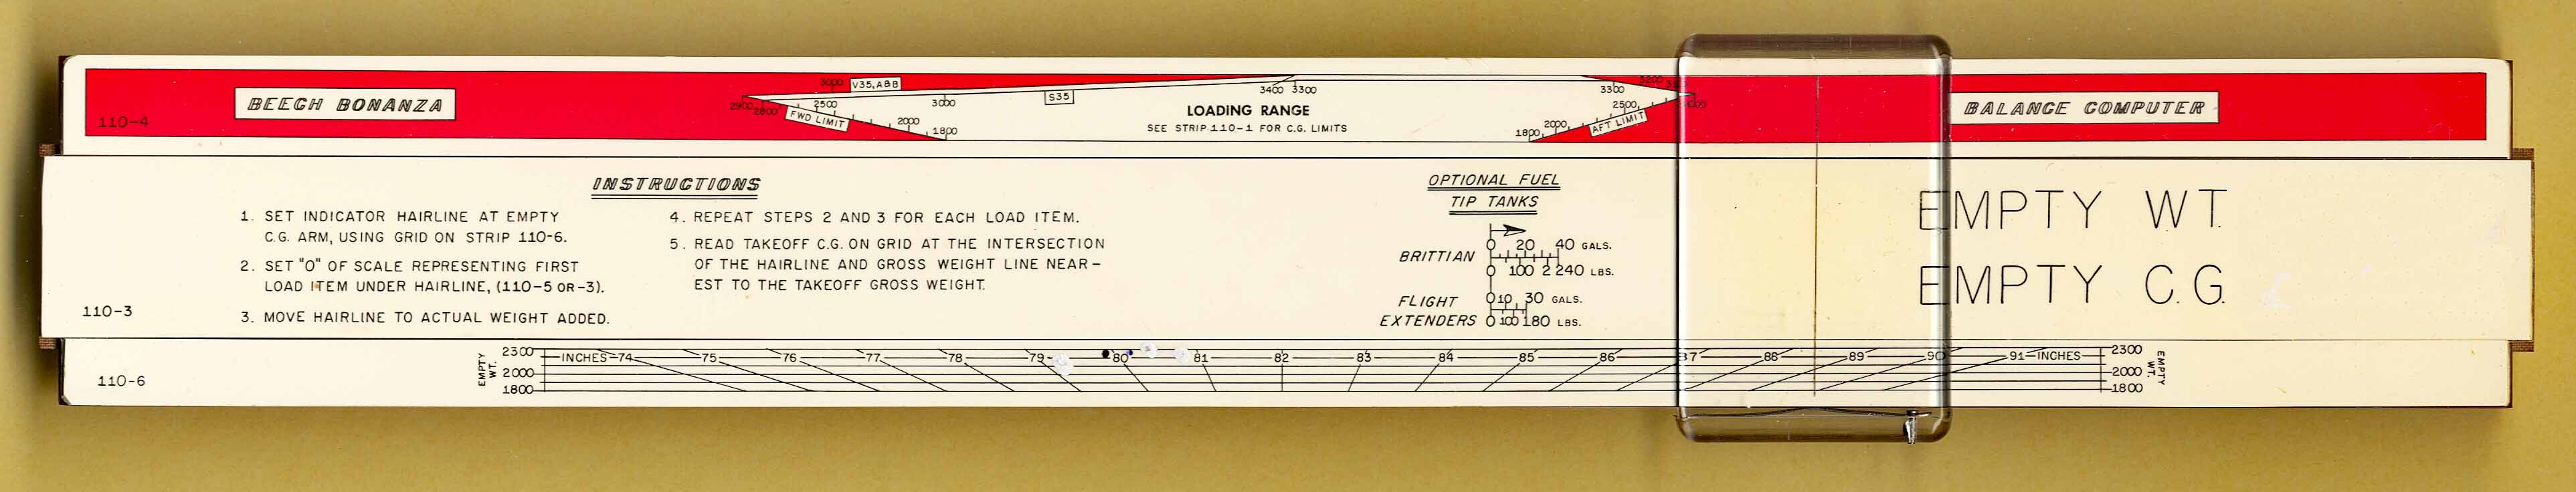 BEECH BONANZA
110-4
3000
V35,A&B
2900
2800
2500
FWD LIMIT
2000
1800
3000
S35
3400 3300
LOADING RANGE
SEE STRIP 110-1 FOR C.G. LIMITS
3300
3200
2500
2000
1800
AFT LIMIT
BALANCE COMPUTER
INSTRUCTIONS
1. SET INDICATOR HAIRLINE AT EMPTY
C.G. ARM, USING GRID ON STRIP 110-6.
2. SET "O" OF SCALE REPRESENTING FIRST
LOAD ITEM UNDER HAIRLINE, (110-5 OR-3).
3. MOVE HAIRLINE TO ACTUAL WEIGHT ADDED.
4. REPEAT STEPS 2 AND 3 FOR EACH LOAD ITEM.
5. READ TAKEOFF C.G. ON GRID AT THE INTERSECTION
OF THE HAIRLINE AND GROSS WEIGHT LINE NEAR-
EST TO THE TAKEOFF GROSS WEIGHT.
110-3
OPTIONAL FUEL
TIP TANKS
BRITTIAN
0 20 40 GALS.
0 100 2 240 LBS.
FLIGHT
EXTENDERS
0 10 30 GALS.
0 100 180 LBS.
EMPTY WT.
EMPTY C.G.
110-6
EMPTY WT.
2300
2000
1800
INCHES 74 75 76 77 78 79 80 81 82 83 84 85 86 87 88 89 90 91 INCHES
2300
2000
1800
EMPTY WT.